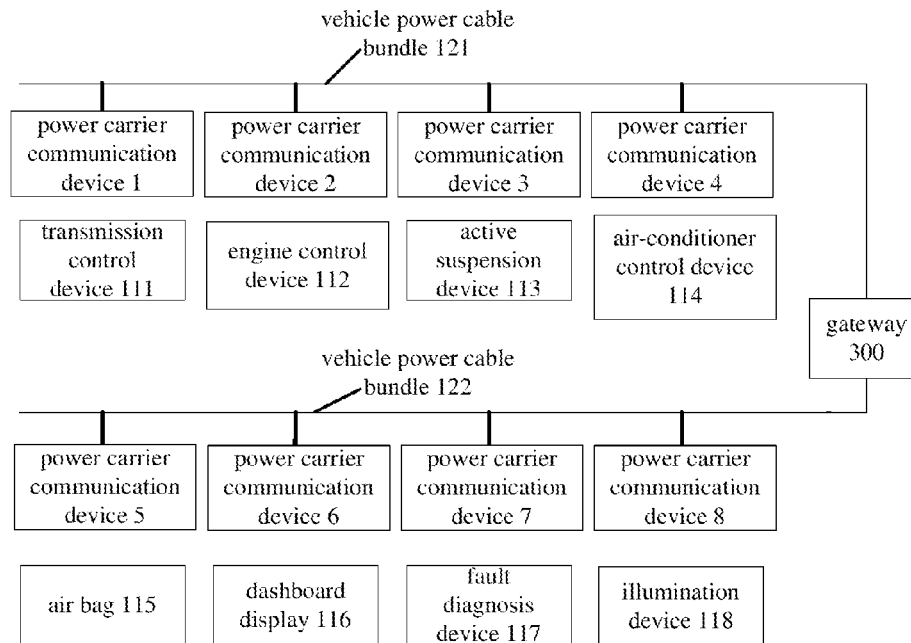 vehicle power cable
bundle 121
power carrier
communication
device 1
power carrier
communication
device 2
power carrier
communication
device 3
power carrier
communication
device 4
transmission
control
device 111
engine control
device 112
active
suspension
device 113
air-conditioner
control device
114
gateway
300
vehicle power cable
bundle 122
power carrier
communication
device 5
power carrier
communication
device 6
power carrier
communication
device 7
power carrier
communication
device 8
air bag 115
dashboard
display 116
fault
diagnosis
device 117
illumination
device 118